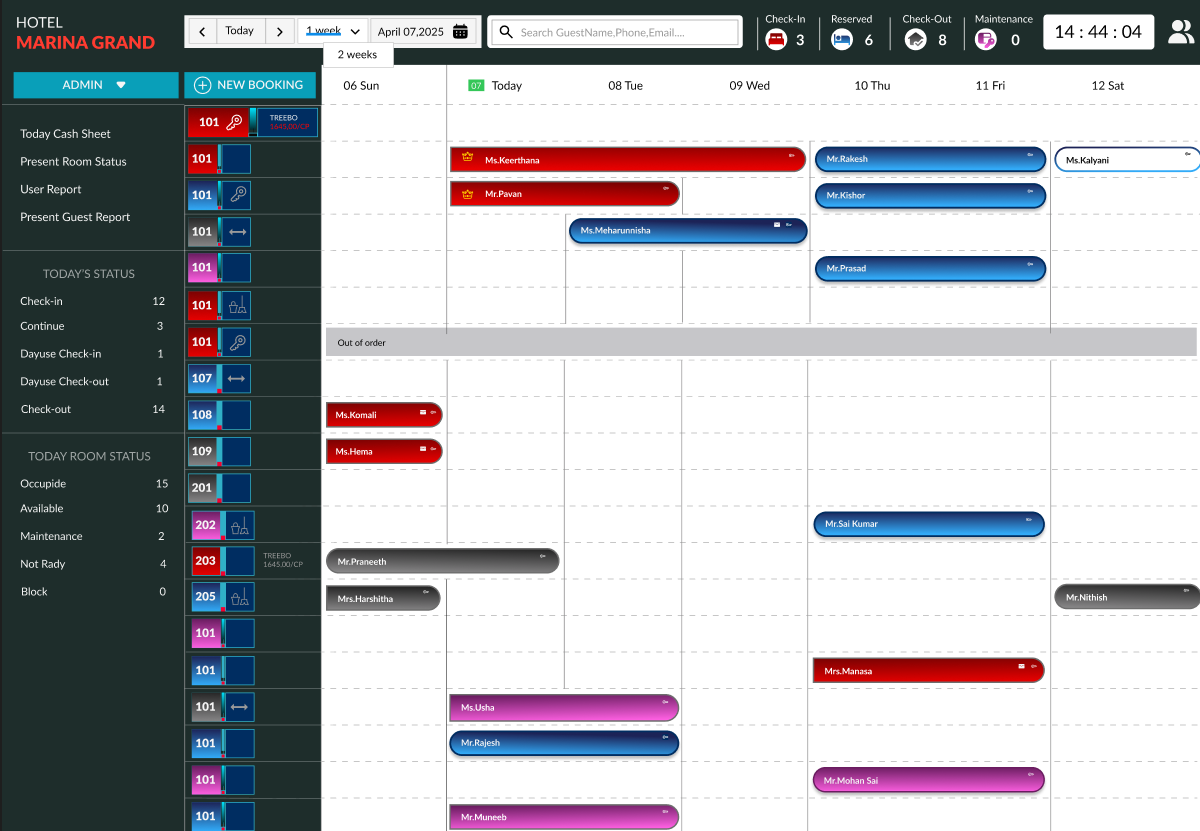 HOTEL
MARINA GRAND
Today
1 week
April 07,2025
Search GuestName,Phone,Email....
Check-In
3
Reserved
6
Check-Out
8
Maintenance
0
14 : 44 : 04
2 weeks
ADMIN
NEW BOOKING
06 Sun
07 Today
08 Tue
09 Wed
10 Thu
11 Fri
12 Sat
Today Cash Sheet
Present Room Status
User Report
Present Guest Report
TODAY'S STATUS
Check-in 12
Continue 3
Dayuse Check-in 1
Dayuse Check-out 1
Check-out 14
TODAY ROOM STATUS
Occupide 15
Available 10
Maintenance 2
Not Rady 4
Block 0
101 TREEBO
1645.00/CP
101 Ms.Keerthana Mr.Rakesh Ms.Kalyani
101 Mr.Pavan Mr.Kishor
101 Ms.Meharunnisha
101 Mr.Prasad
101
101 Out of order
107
108 Ms.Komali
109 Ms.Hema
201
202 Mr.Sai Kumar
203 TREEBO
1645.00/CP
Mr.Praneeth
205 Mrs.Harshitha Mr.Nithish
101
101 Mrs.Manasa
101 Ms.Usha
101 Mr.Rajesh
101 Mr.Mohan Sai
101 Mr.Muneeb